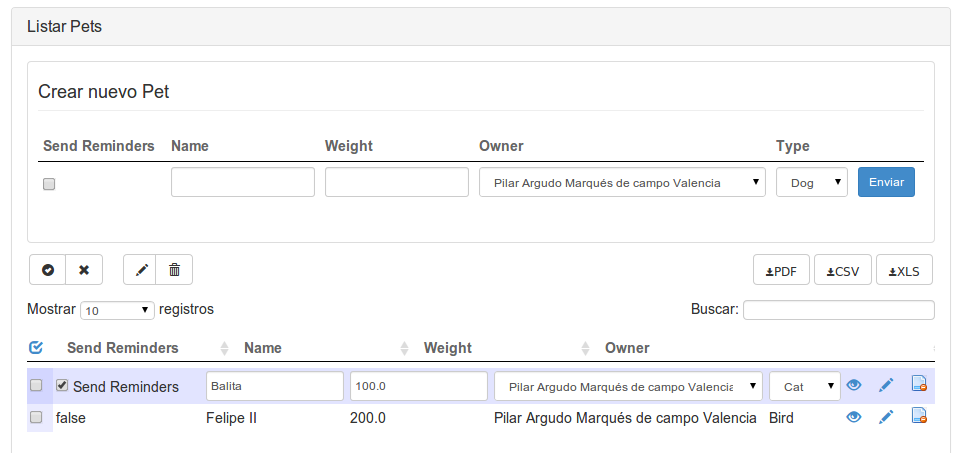 Listar Pets
Crear nuevo Pet
Send Reminders Name Weight Owner Type
Pilar Argudo Marqués de campo Valencia Dog Enviar
PDF CSV XLS
Mostrar 10 registros Buscar:
Send Reminders Name Weight Owner
Send Reminders Balita 100.0 Pilar Argudo Marqués de campo Valencia Cat
false Felipe II 200.0 Pilar Argudo Marqués de campo Valencia Bird